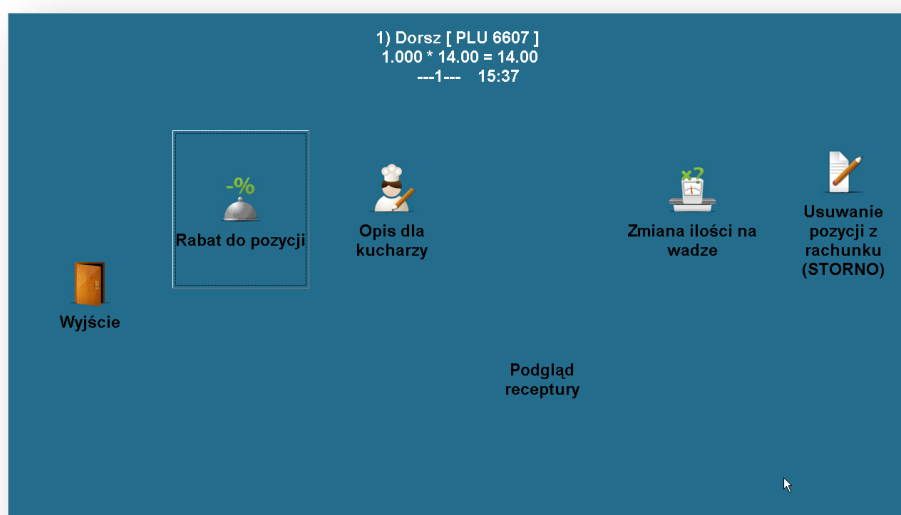 1) Dorsz [ PLU 6607 ]
1.000 * 14.00 = 14.00
---1--- 15:37
-%
Rabat do pozycji
Opis dla
kucharzy
x?
Zmiana ilości na
wadze
Usuwanie
pozycji z
rachunku
(STORNO)
Wyjście
Podgląd
receptury